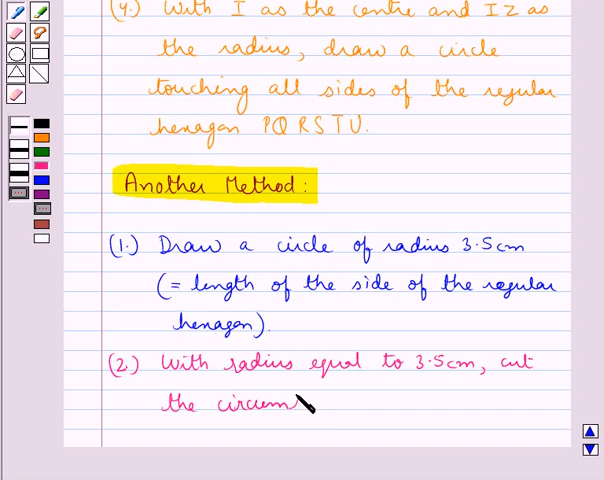 (4.) With I as the centre and IZ as
the radius, draw a circle
touching all sides of the regular
hexagon PQRSTU.
Another Method:
(1.) Draw a circle of radius 3.5cm
(= length of the side of the regular
hexagon).
(2.) With radius equal to 3.5cm, cut
the circum